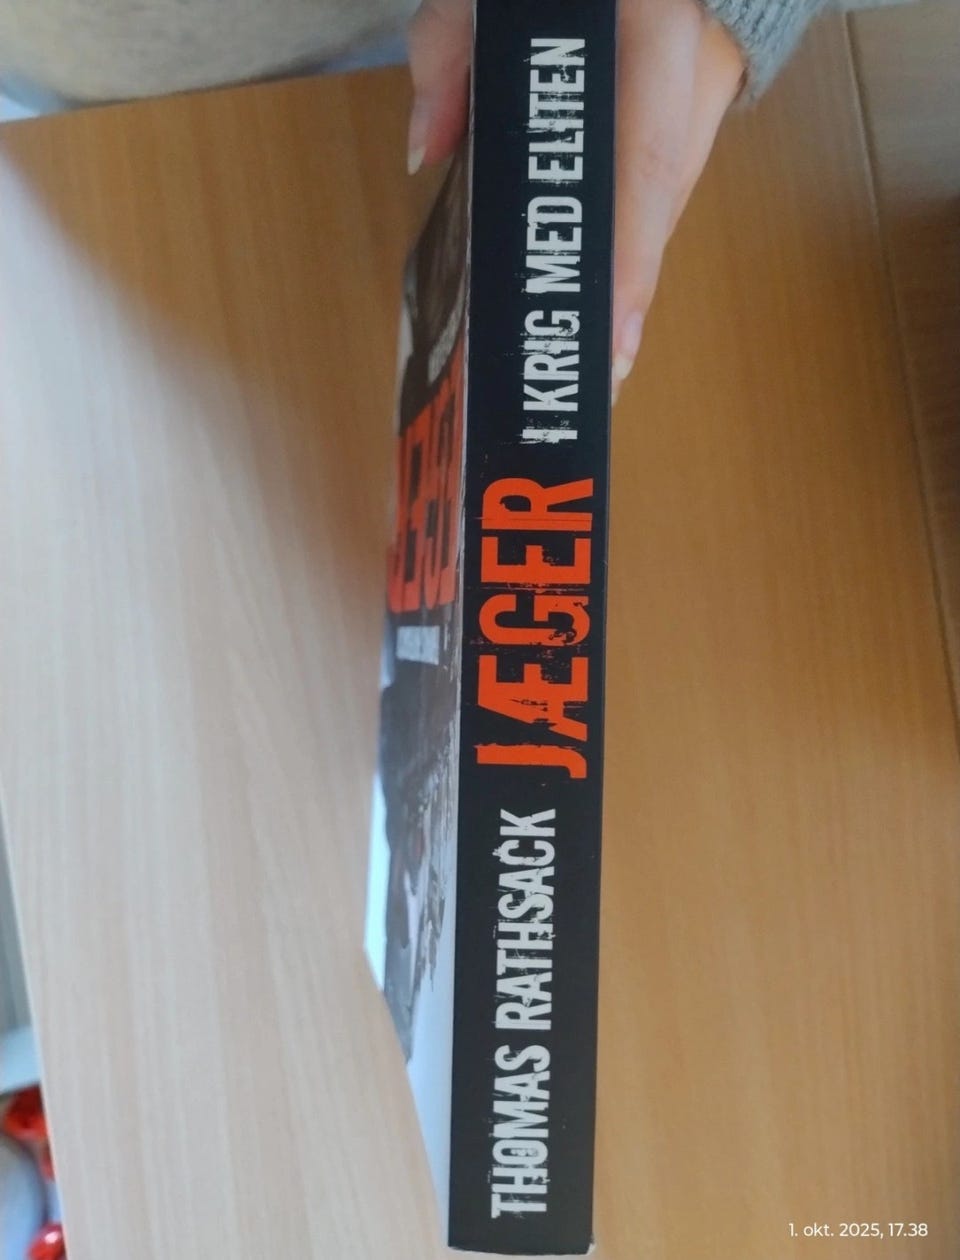 THOMAS RATHSACK JÆGER I KRIG MED ELITEN
1. okt. 2025, 17.38